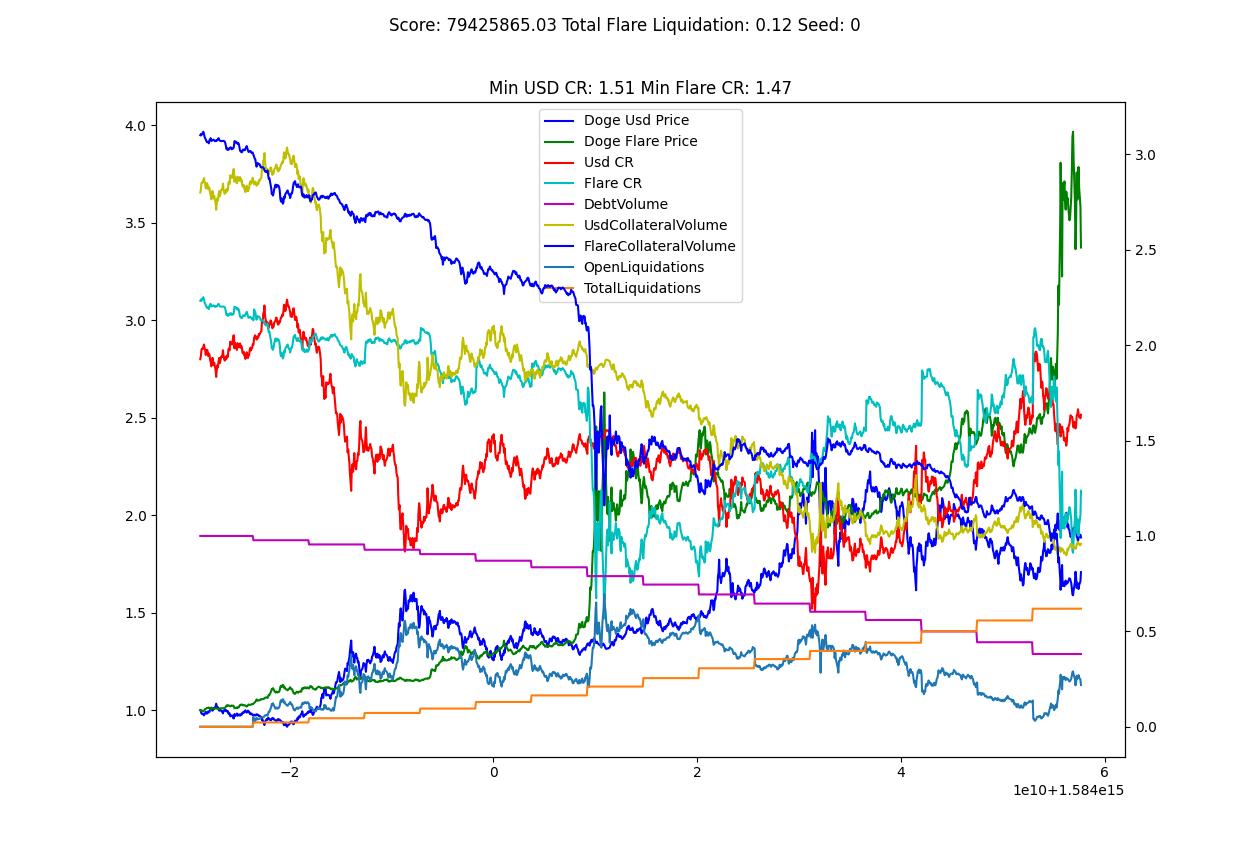 Score: 79425865.03 Total Flare Liquidation: 0.12 Seed: 0
Min USD CR: 1.51 Min Flare CR: 1.47
Doge Usd Price
Doge Flare Price
Usd CR
Flare CR
DebtVolume
UsdCollateralVolume
FlareCollateralVolume
OpenLiquidations
TotalLiquidations
4.0
3.5
3.0
2.5
2.0
1.5
1.0
3.0
2.5
2.0
1.5
1.0
0.5
0.0
−2 0 2 4 6
1e10+1.584e15